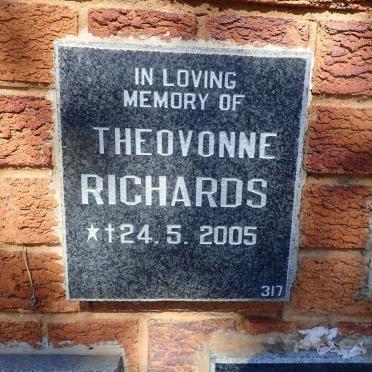 IN LOVING
MEMORY OF
THEOVONNE
RICHARDS
★†24. 5. 2005
317